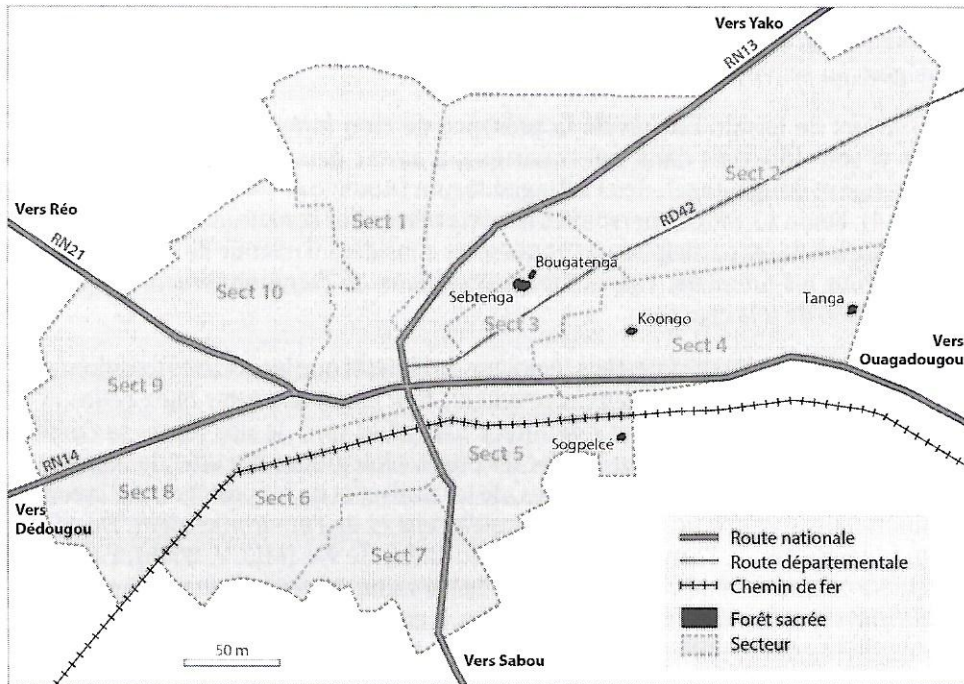 Vers Yako
RN13
Sect 2
Vers Réo
Sect 1
RN21
RD42
Bougatenga
Sect 10
Sebtenga
Tanga
Sect 3
Koongo
Vers
Ouagadougou
Sect 4
Sect 9
Sogpelcé
Sect 5
RN14
Sect 8
Sect 6
Vers
Dédougou
Sect 7
Route nationale
Route départementale
Chemin de fer
Forêt sacrée
Secteur
50 m
Vers Sabou